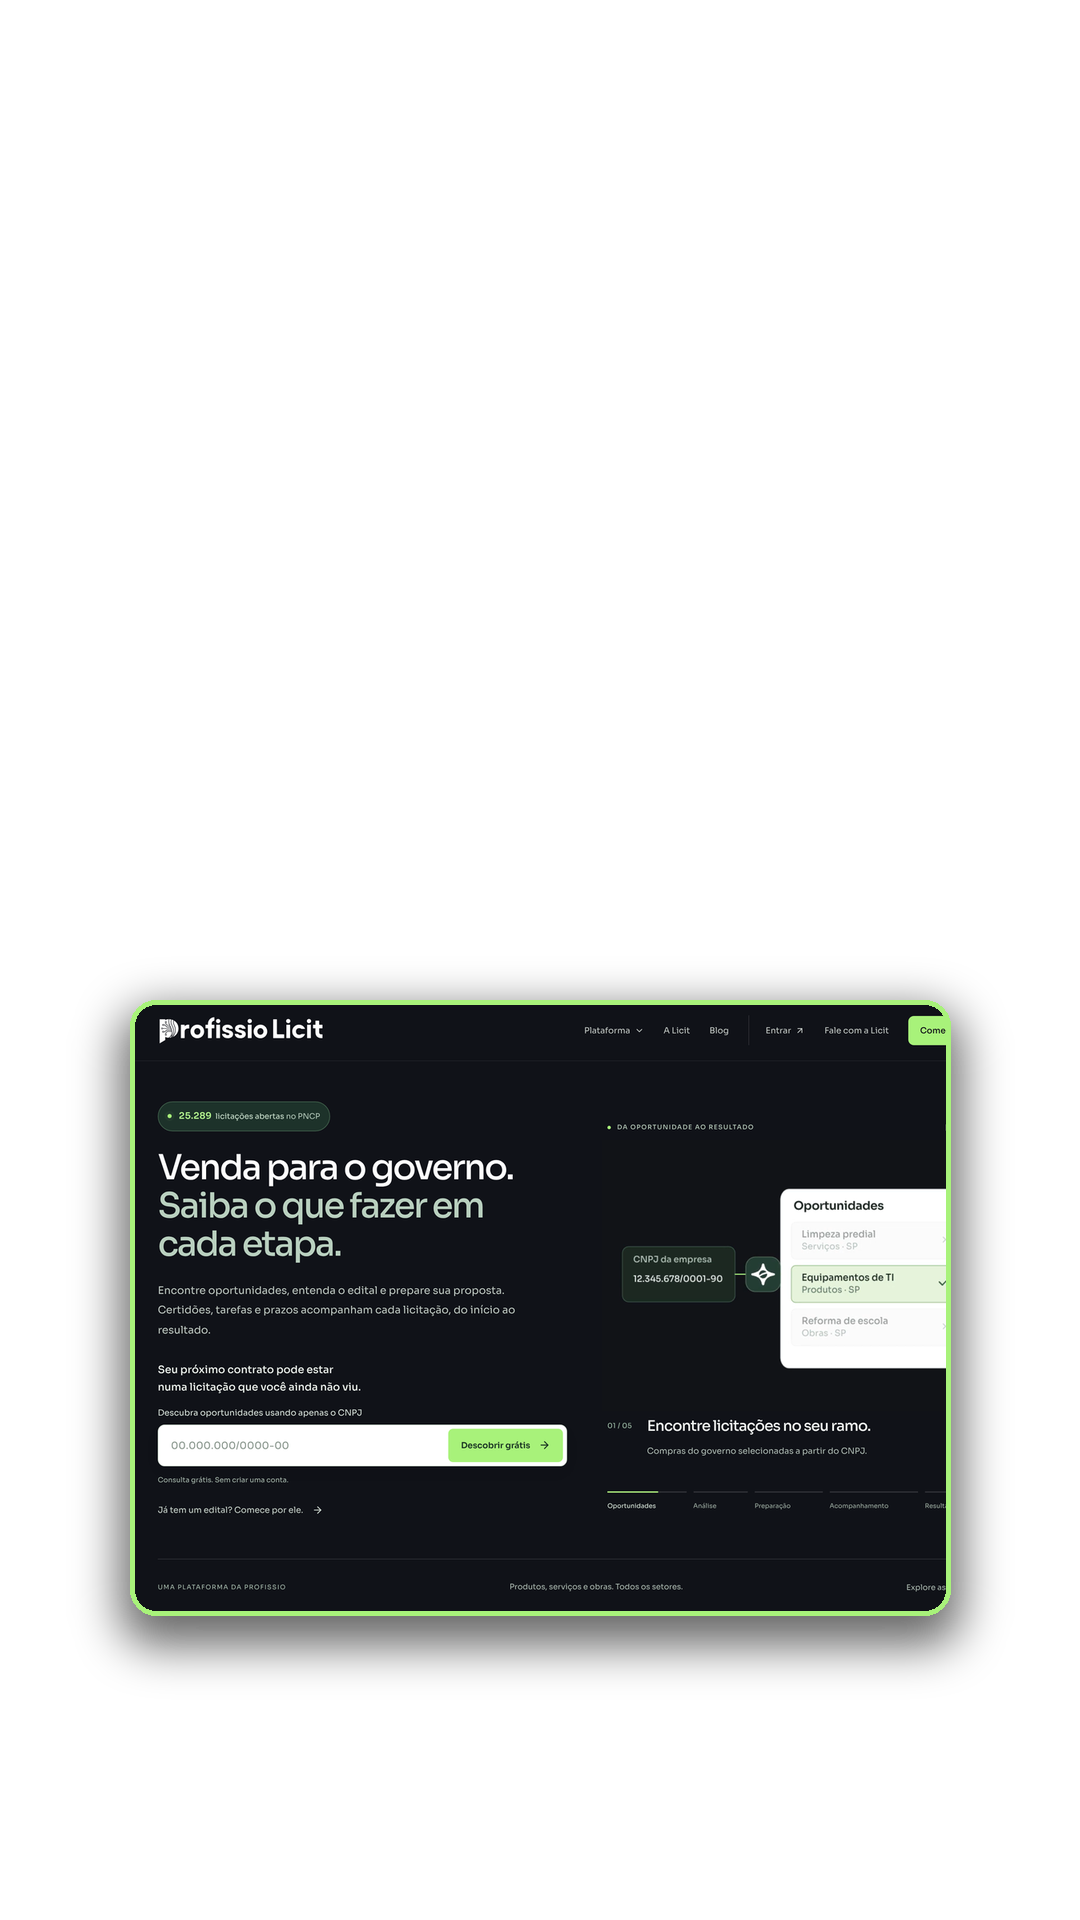 Profissio Licit
Plataforma
A Licit
Blog
Entrar
Fale com a Licit
Come
25.289 licitações abertas no PNCP
Venda para o governo.
Saiba o que fazer em
cada etapa.
Encontre oportunidades, entenda o edital e prepare sua proposta.
Certidões, tarefas e prazos acompanham cada licitação, do início ao
resultado.
Seu próximo contrato pode estar
numa licitação que você ainda não viu.
Descubra oportunidades usando apenas o CNPJ
00.000.000/0000-00
Descobrir grátis
Consulta grátis. Sem criar uma conta.
Já tem um edital? Comece por ele.
DA OPORTUNIDADE AO RESULTADO
CNPJ da empresa
12.345.678/0001-90
Oportunidades
Limpeza predial
Serviços · SP
Equipamentos de TI
Produtos · SP
Reforma de escola
Obras · SP
01 / 05
Encontre licitações no seu ramo.
Compras do governo selecionadas a partir do CNPJ.
Oportunidades
Análise
Preparação
Acompanhamento
Result
UMA PLATAFORMA DA PROFISSIO
Produtos, serviços e obras. Todos os setores.
Explore as